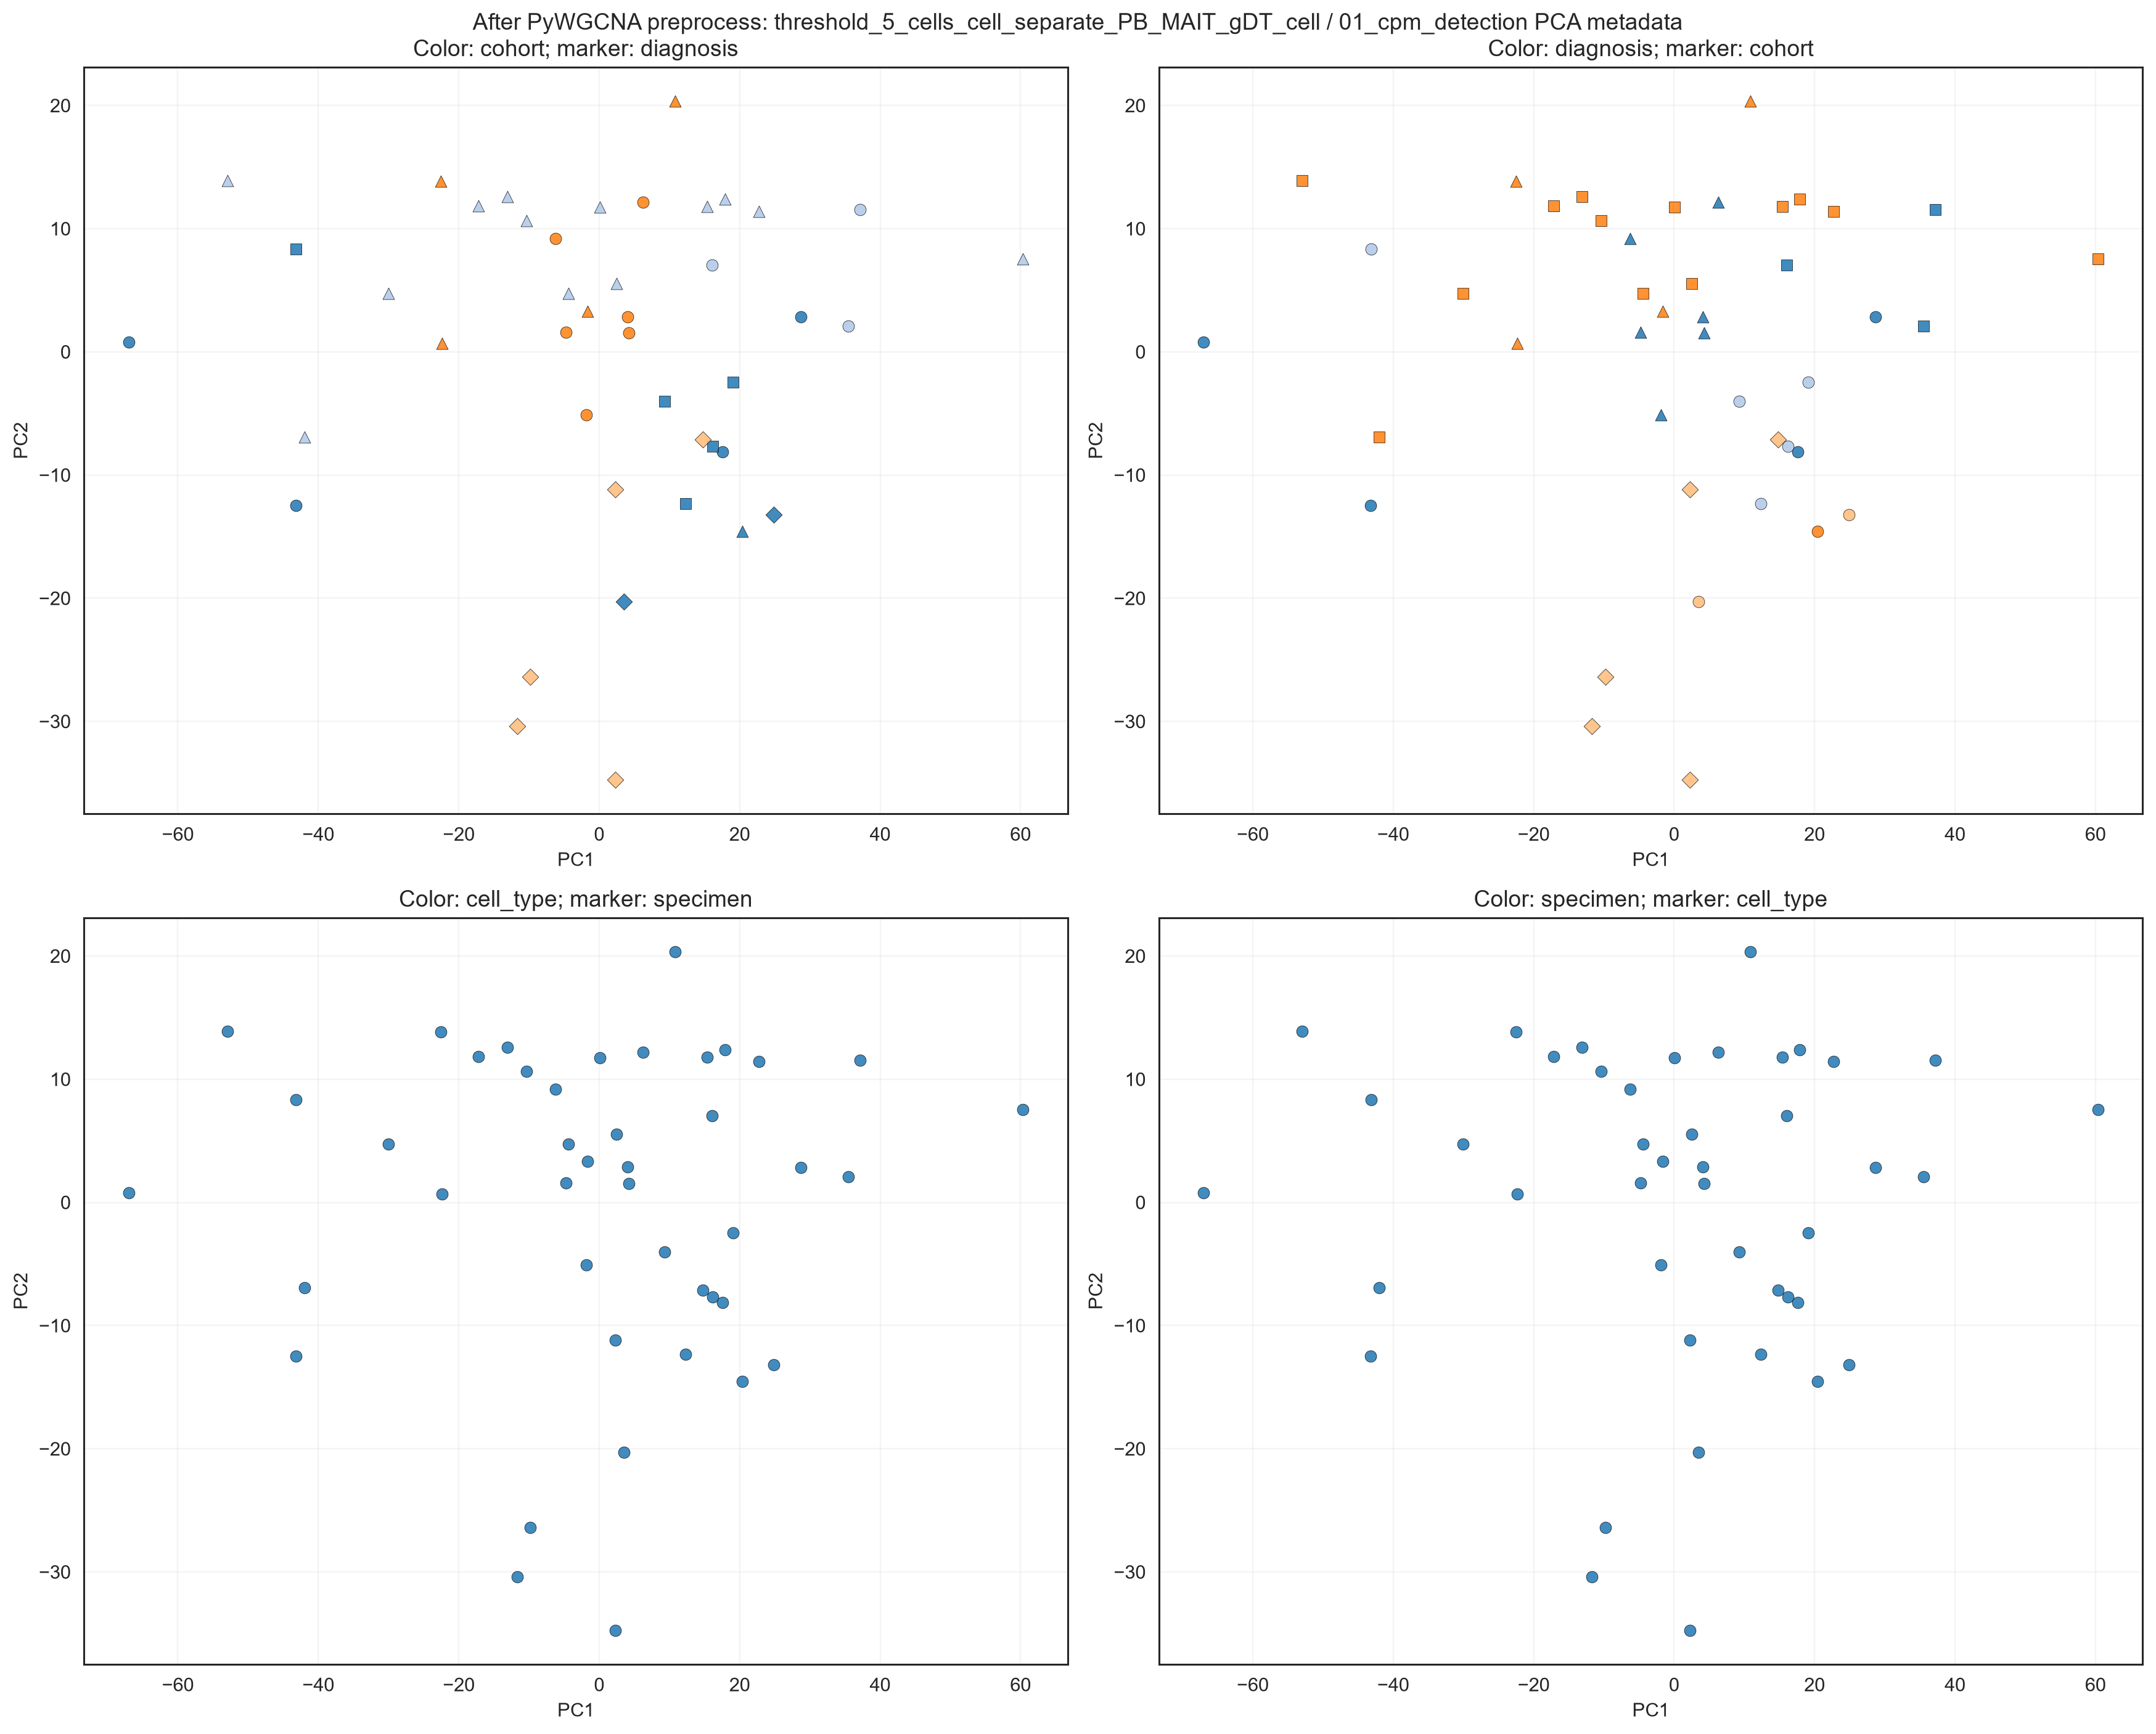 After PyWGCNA preprocess: threshold_5_cells_cell_separate_PB_MAIT_gDT_cell / 01_cpm_detection PCA metadata
Color: cohort; marker: diagnosis
Color: diagnosis; marker: cohort
20
10
0
−10
−20
−30
PC2
−60 −40 −20 0 20 40 60
PC1
20
10
0
−10
−20
−30
PC2
−60 −40 −20 0 20 40 60
PC1
Color: cell_type; marker: specimen
Color: specimen; marker: cell_type
20
10
0
−10
−20
−30
PC2
−60 −40 −20 0 20 40 60
PC1
20
10
0
−10
−20
−30
PC2
−60 −40 −20 0 20 40 60
PC1